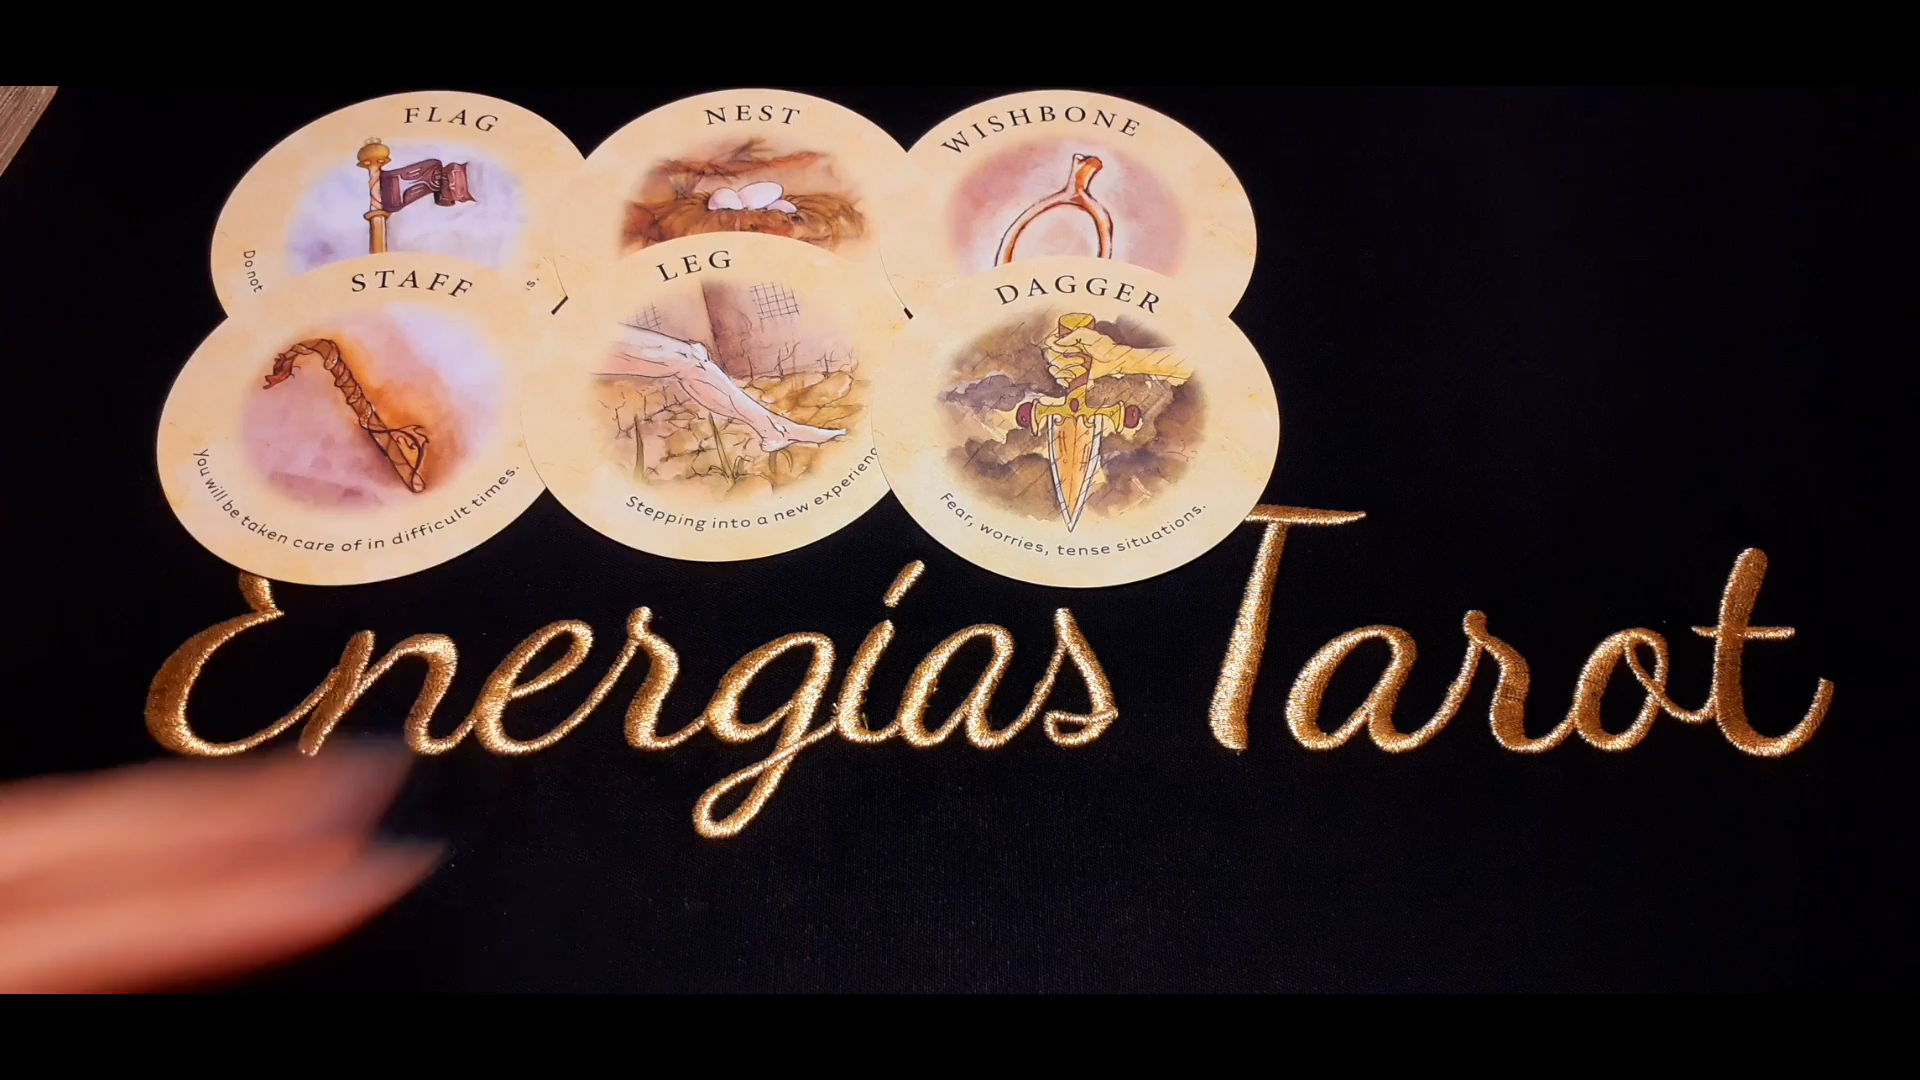 FLAG
NEST
WISHBONE
Do not
s.
STAFF
LEG
DAGGER
You will be taken care of in difficult times.
Stepping into a new experienc
Fear, worries, tense situations.
Energías Tarot